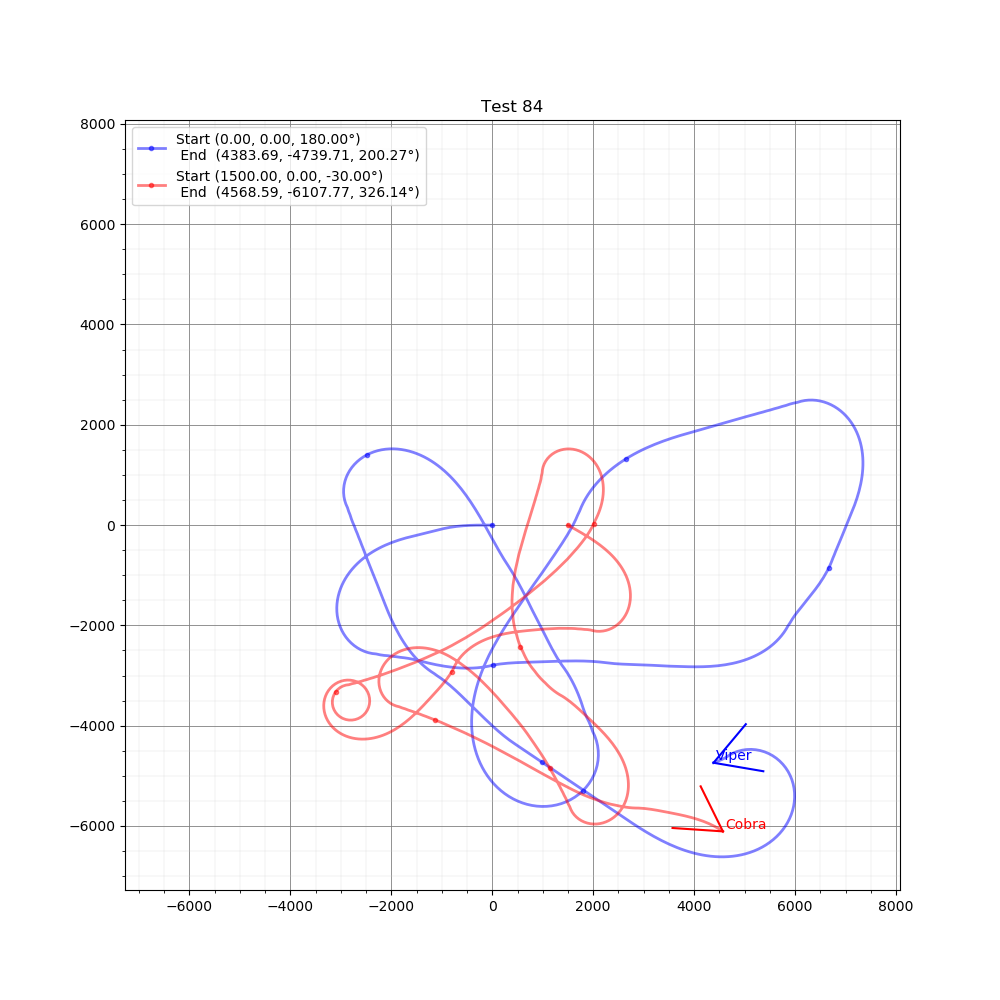 Test 84
Start (0.00, 0.00, 180.00°)
End (4383.69, -4739.71, 200.27°)
Start (1500.00, 0.00, -30.00°)
End (4568.59, -6107.77, 326.14°)
8000
6000
4000
2000
0
−2000
−4000
−6000
Viper
Cobra
−6000 −4000 −2000 0 2000 4000 6000 8000